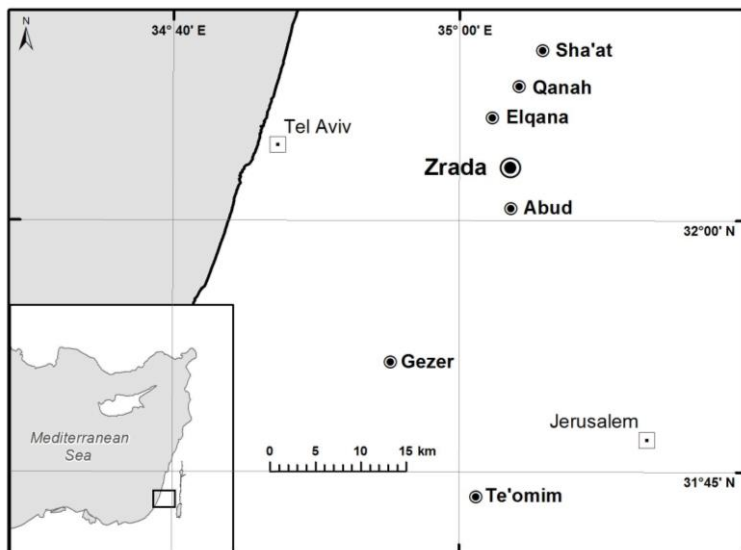 N
34°40' E
35°00' E
Sha'at
Qanah
Elqana
Tel Aviv
Zrada
Abud
32°00' N
Gezer
Jerusalem
Mediterranean
Sea
0 5 10 15 km
31°45' N
Te'omim